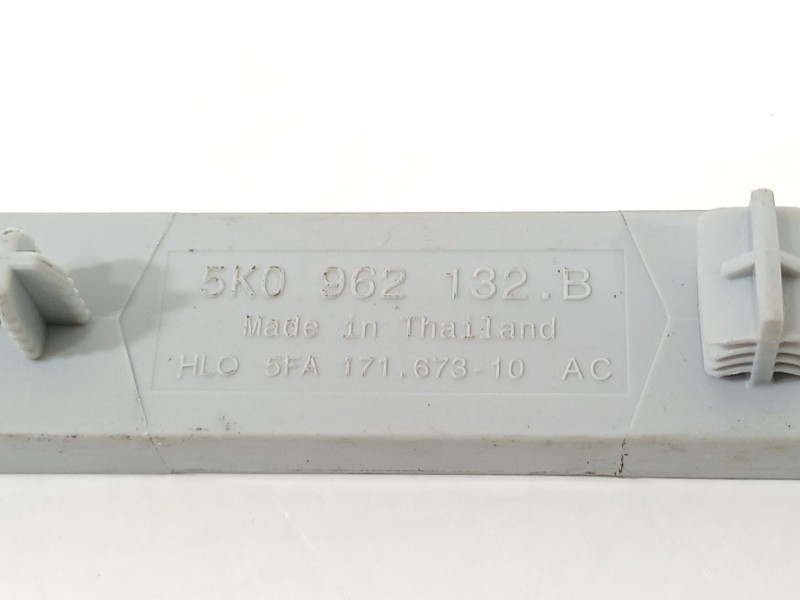 5K0 962 132.B
Made in Thailand
HLO 5FA 171.673-10 AC